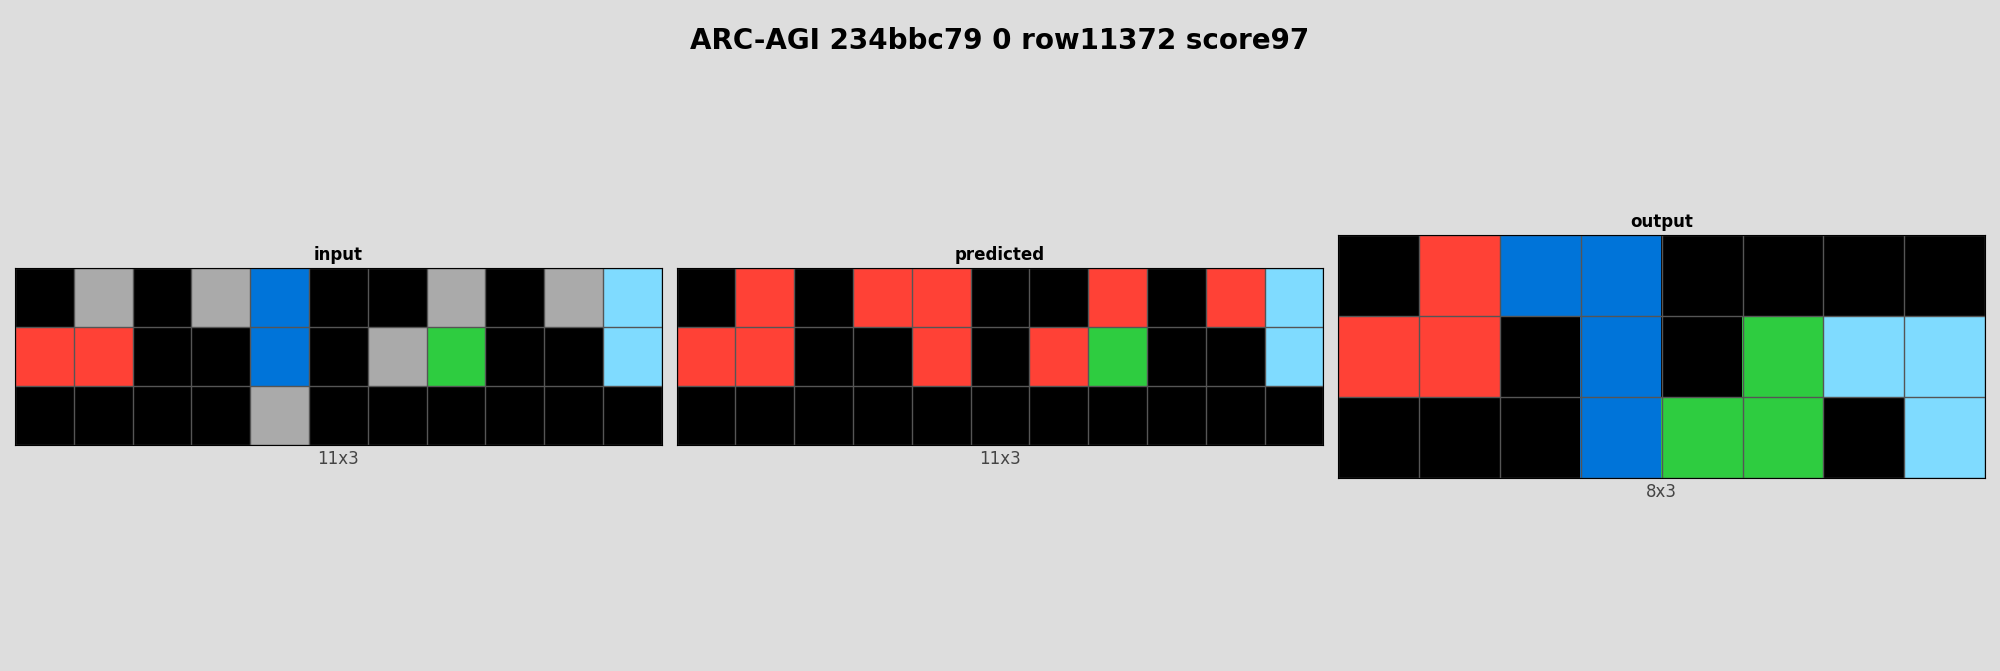 ARC-AGI 234bbc79 0 row11372 score97
input
predicted
output
11x3
11x3
8x3